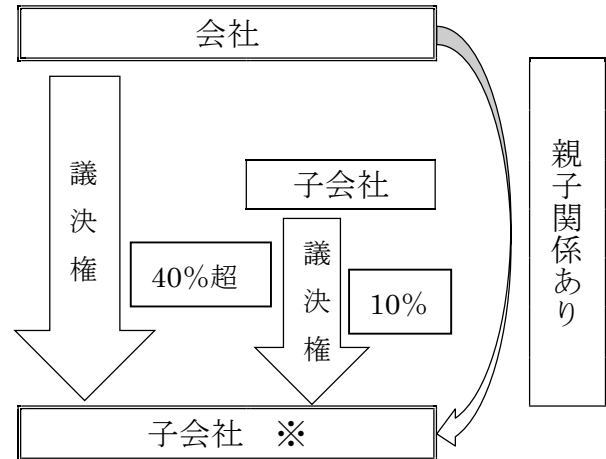 会社
議決権
子会社
議決権
40%超
10%
親子関係あり
子会社 ※